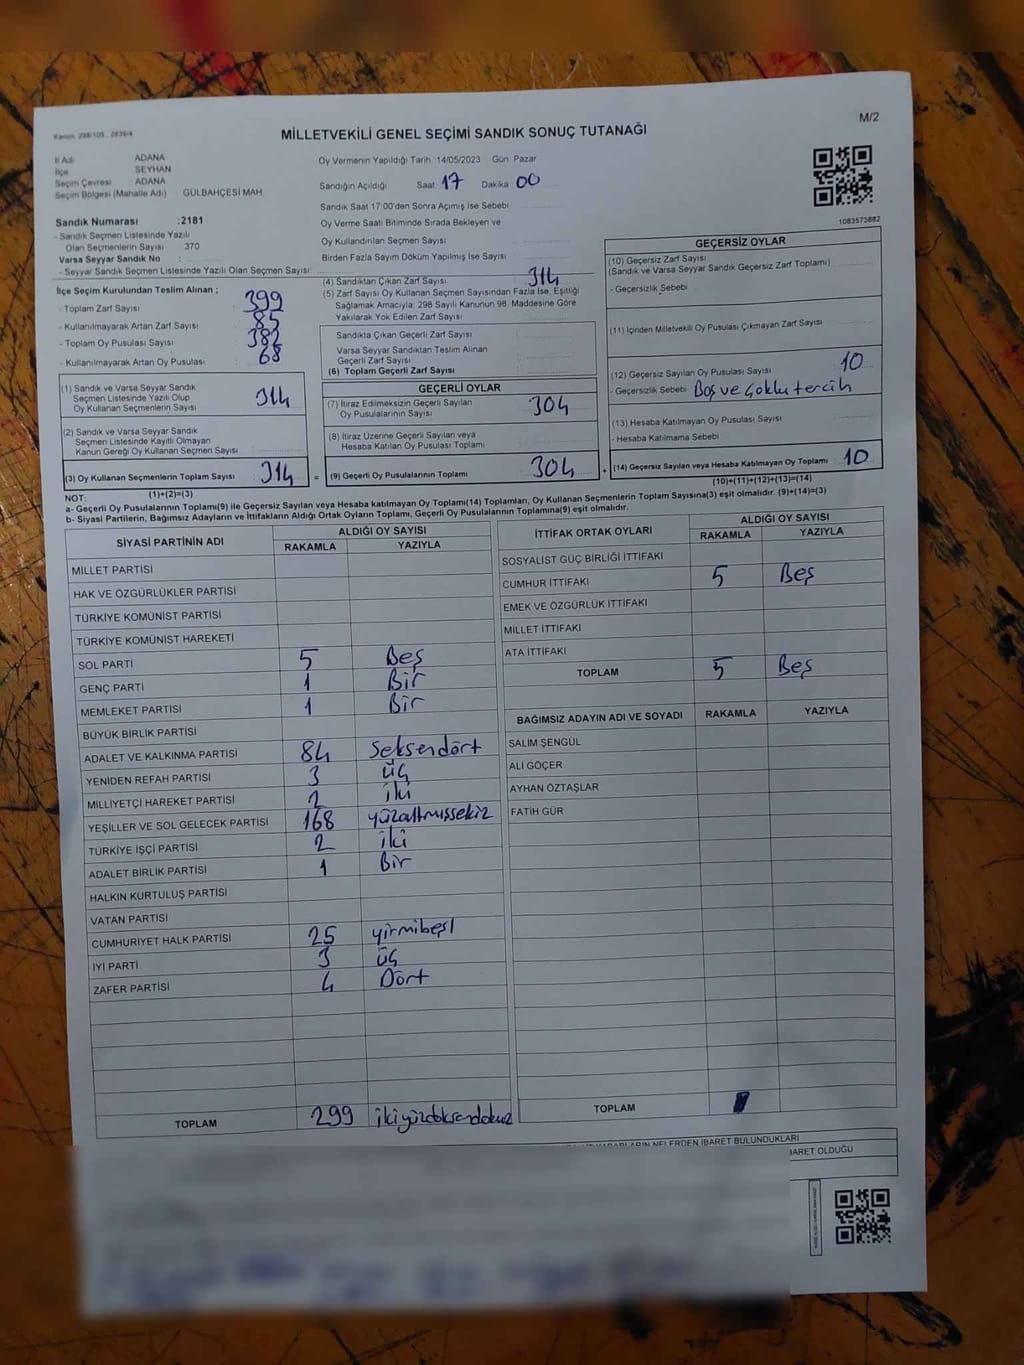 Kanun. 298/105 , 2839/4
M/2
MİLLETVEKİLİ GENEL SEÇİMİ SANDIK SONUÇ TUTANAĞI
İl Adı ADANA
İlçe SEYHAN
Seçim Çevresi ADANA
Seçim Bölgesi (Mahalle Adı) GÜLBAHÇESİ MAH
Sandık Numarası :2181
- Sandık Seçmen Listesinde Yazılı
Olan Seçmenlerin Sayısı 370
Varsa Seyyar Sandık No :
- Seyyar Sandık Seçmen Listesinde Yazılı Olan Seçmen Sayısı:
Oy Vermenin Yapıldığı Tarih :14/05/2023 Gün: Pazar
Sandığın Açıldığı Saat: 17 Dakika 00
Sandık Saat 17:00'den Sonra Açılmış İse Sebebi
Oy Verme Saati Bitiminde Sırada Bekleyen ve
Oy Kullandırılan Seçmen Sayısı
Birden Fazla Sayım Döküm Yapılmış İse Sayısı
1083573882
İlçe Seçim Kurulundan Teslim Alınan ;
- Toplam Zarf Sayısı : 399
- Kullanılmayarak Artan Zarf Sayısı : 85
- Toplam Oy Pusulası Sayısı : 382
- Kullanılmayarak Artan Oy Pusulası : 68
(4) Sandıktan Çıkan Zarf Sayısı 314
(5) Zarf Sayısı Oy Kullanan Seçmen Sayısından Fazla İse, Eşitliği
Sağlamak Amacıyla; 298 Sayılı Kanunun 98. Maddesine Göre
Yakılarak Yok Edilen Zarf Sayısı
Sandıkta Çıkan Geçerli Zarf Sayısı
Varsa Seyyar Sandıktan Teslim Alınan
Geçerli Zarf Sayısı
(6) Toplam Geçerli Zarf Sayısı
GEÇERSİZ OYLAR
(10) Geçersiz Zarf Sayısı
(Sandık ve Varsa Seyyar Sandık Geçersiz Zarf Toplamı)
- Geçersizlik Sebebi
(11) İçinden Milletvekili Oy Pusulası Çıkmayan Zarf Sayısı
(12) Geçersiz Sayılan Oy Pusulası Sayısı 10
- Geçersizlik Sebebi Boş ve çoklu tercih
(13) Hesaba Katılmayan Oy Pusulası Sayısı
- Hesaba Katılmama Sebebi
(14) Geçersiz Sayılan veya Hesaba Katılmayan Oy Toplamı 10
(10)+(11)+(12)+(13)=(14)
(1) Sandık ve Varsa Seyyar Sandık
Seçmen Listesinde Yazılı Olup
Oy Kullanan Seçmenlerin Sayısı 314
(2) Sandık ve Varsa Seyyar Sandık
Seçmen Listesinde Kayıtlı Olmayan
Kanun Gereği Oy Kullanan Seçmen Sayısı
(3) Oy Kullanan Seçmenlerin Toplam Sayısı 314 =
(1)+(2)=(3)
GEÇERLİ OYLAR
(7) İtiraz Edilmeksizin Geçerli Sayılan
Oy Pusulalarının Sayısı 304
(8) İtiraz Üzerine Geçerli Sayılan veya
Hesaba Katılan Oy Pusulası Toplamı
(9) Geçerli Oy Pusulalarının Toplamı 304 +
NOT:
a- Geçerli Oy Pusulalarının Toplamı(9) ile Geçersiz Sayılan veya Hesaba katılmayan Oy Toplamı(14) Toplamları, Oy Kullanan Seçmenlerin Toplam Sayısına(3) eşit olmalıdır. (9)+(14)=(3)
b- Siyasi Partilerin, Bağımsız Adayların ve İttifakların Aldığı Ortak Oyların Toplamı, Geçerli Oy Pusulalarının Toplamına(9) eşit olmalıdır.
SİYASİ PARTİNİN ADI ALDIĞI OY SAYISI
RAKAMLA YAZIYLA
MİLLET PARTİSİ
HAK VE ÖZGÜRLÜKLER PARTİSİ
TÜRKİYE KOMÜNİST PARTİSİ
TÜRKİYE KOMÜNİST HAREKETİ
SOL PARTİ 5 Beş
GENÇ PARTİ 1 Bir
MEMLEKET PARTİSİ 1 Bir
BÜYÜK BİRLİK PARTİSİ
ADALET VE KALKINMA PARTİSİ 84 Seksendört
YENİDEN REFAH PARTİSİ 3 üç
MİLLİYETÇİ HAREKET PARTİSİ 2 iki
YEŞİLLER VE SOL GELECEK PARTİSİ 168 yüzaltmışsekiz
TÜRKİYE İŞÇİ PARTİSİ 2 iki
ADALET BİRLİK PARTİSİ 1 Bir
HALKIN KURTULUŞ PARTİSİ
VATAN PARTİSİ
CUMHURİYET HALK PARTİSİ 25 yirmibeş
İYİ PARTİ 3 üç
ZAFER PARTİSİ 4 Dört
TOPLAM 299 ikiyüzdoksandokuz
İTTİFAK ORTAK OYLARI ALDIĞI OY SAYISI
RAKAMLA YAZIYLA
SOSYALİST GÜÇ BİRLİĞİ İTTİFAKI
CUMHUR İTTİFAKI 5 Beş
EMEK VE ÖZGÜRLÜK İTTİFAKI
MİLLET İTTİFAKI
ATA İTTİFAKI
TOPLAM 5 Beş
BAĞIMSIZ ADAYIN ADI VE SOYADI RAKAMLA YAZIYLA
SALİM ŞENGÜL
ALİ GÖÇER
AYHAN ÖZTAŞLAR
FATİH GÜR
TOPLAM
NELERDEN İBARET BULUNDUKLARI
İBARET OLDUĞU